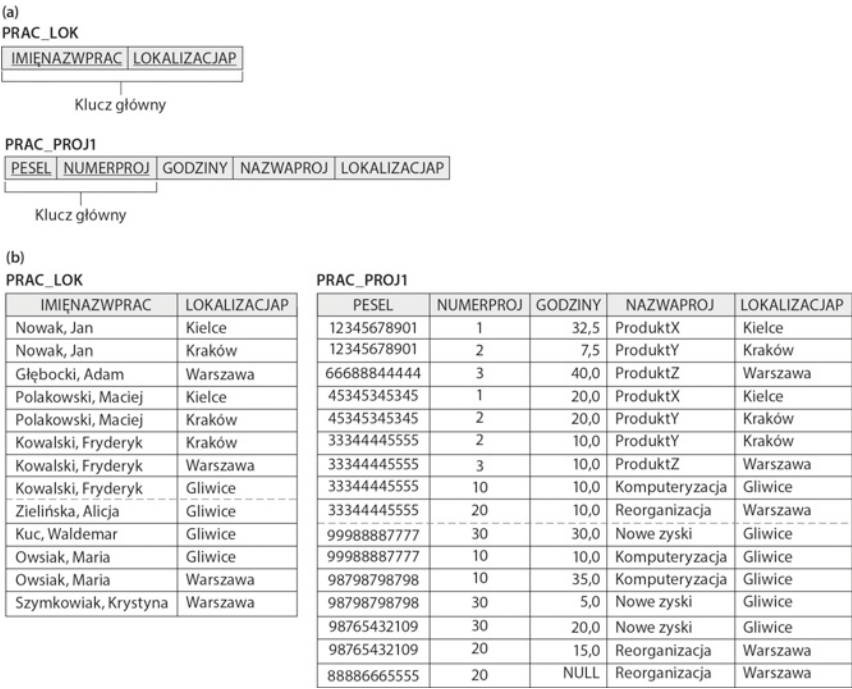 (a)
PRAC_LOK
IMIĘNAZWPRAC LOKALIZACJAP
Klucz główny
PRAC_PROJ1
PESEL NUMERPROJ GODZINY NAZWAPROJ LOKALIZACJAP
Klucz główny
(b)
PRAC_LOK
IMIĘNAZWPRAC LOKALIZACJAP
Nowak, Jan Kielce
Nowak, Jan Kraków
Głębocki, Adam Warszawa
Polakowski, Maciej Kielce
Polakowski, Maciej Kraków
Kowalski, Fryderyk Kraków
Kowalski, Fryderyk Warszawa
Kowalski, Fryderyk Gliwice
Zielińska, Alicja Gliwice
Kuc, Waldemar Gliwice
Owsiak, Maria Gliwice
Owsiak, Maria Warszawa
Szymkowiak, Krystyna Warszawa
PRAC_PROJ1
PESEL NUMERPROJ GODZINY NAZWAPROJ LOKALIZACJAP
12345678901 1 32,5 ProduktX Kielce
12345678901 2 7,5 ProduktY Kraków
66688844444 3 40,0 ProduktZ Warszawa
45345345345 1 20,0 ProduktX Kielce
45345345345 2 20,0 ProduktY Kraków
33344445555 2 10,0 ProduktY Kraków
33344445555 3 10,0 ProduktZ Warszawa
33344445555 10 10,0 Komputeryzacja Gliwice
33344445555 20 10,0 Reorganizacja Warszawa
99988887777 30 30,0 Nowe zyski Gliwice
99988887777 10 10,0 Komputeryzacja Gliwice
98798798798 10 35,0 Komputeryzacja Gliwice
98798798798 30 5,0 Nowe zyski Gliwice
98765432109 30 20,0 Nowe zyski Gliwice
98765432109 20 15,0 Reorganizacja Warszawa
88886665555 20 NULL Reorganizacja Warszawa